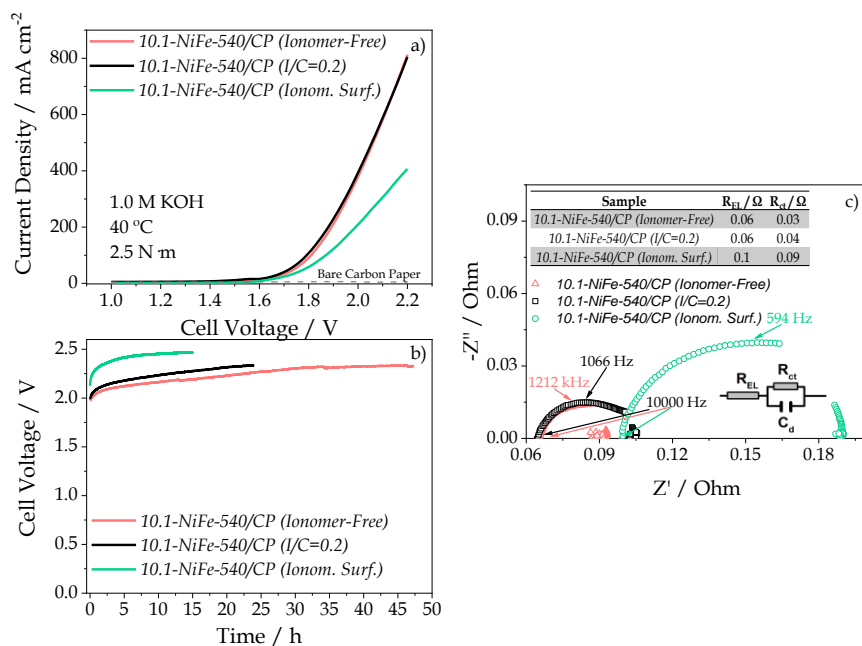 a)
10.1-NiFe-540/CP (Ionomer-Free)
10.1-NiFe-540/CP (I/C=0.2)
10.1-NiFe-540/CP (Ionom. Surf.)
800
600
400
200
0
Current Density / mA cm-2
1.0 M KOH
40 ºC
2.5 N·m
Bare Carbon Paper
1.0 1.2 1.4 1.6 1.8 2.0 2.2
Cell Voltage / V
b)
2.5
2.0
1.5
1.0
0.5
0.0
Cell Voltage / V
10.1-NiFe-540/CP (Ionomer-Free)
10.1-NiFe-540/CP (I/C=0.2)
10.1-NiFe-540/CP (Ionom. Surf.)
0 5 10 15 20 25 30 35 40 45 50
Time / h
c)
Sample REL / Ω Rct / Ω
10.1-NiFe-540/CP (Ionomer-Free) 0.06 0.03
10.1-NiFe-540/CP (I/C=0.2) 0.06 0.04
10.1-NiFe-540/CP (Ionom. Surf.) 0.1 0.09
10.1-NiFe-540/CP (Ionomer-Free)
10.1-NiFe-540/CP (I/C=0.2)
10.1-NiFe-540/CP (Ionom. Surf.)
594 Hz
1066 Hz
1212 kHz
10000 Hz
REL
Rct
Cd
0.09
0.06
0.03
0.00
-Z'' / Ohm
0.06 0.09 0.12 0.15 0.18
Z' / Ohm